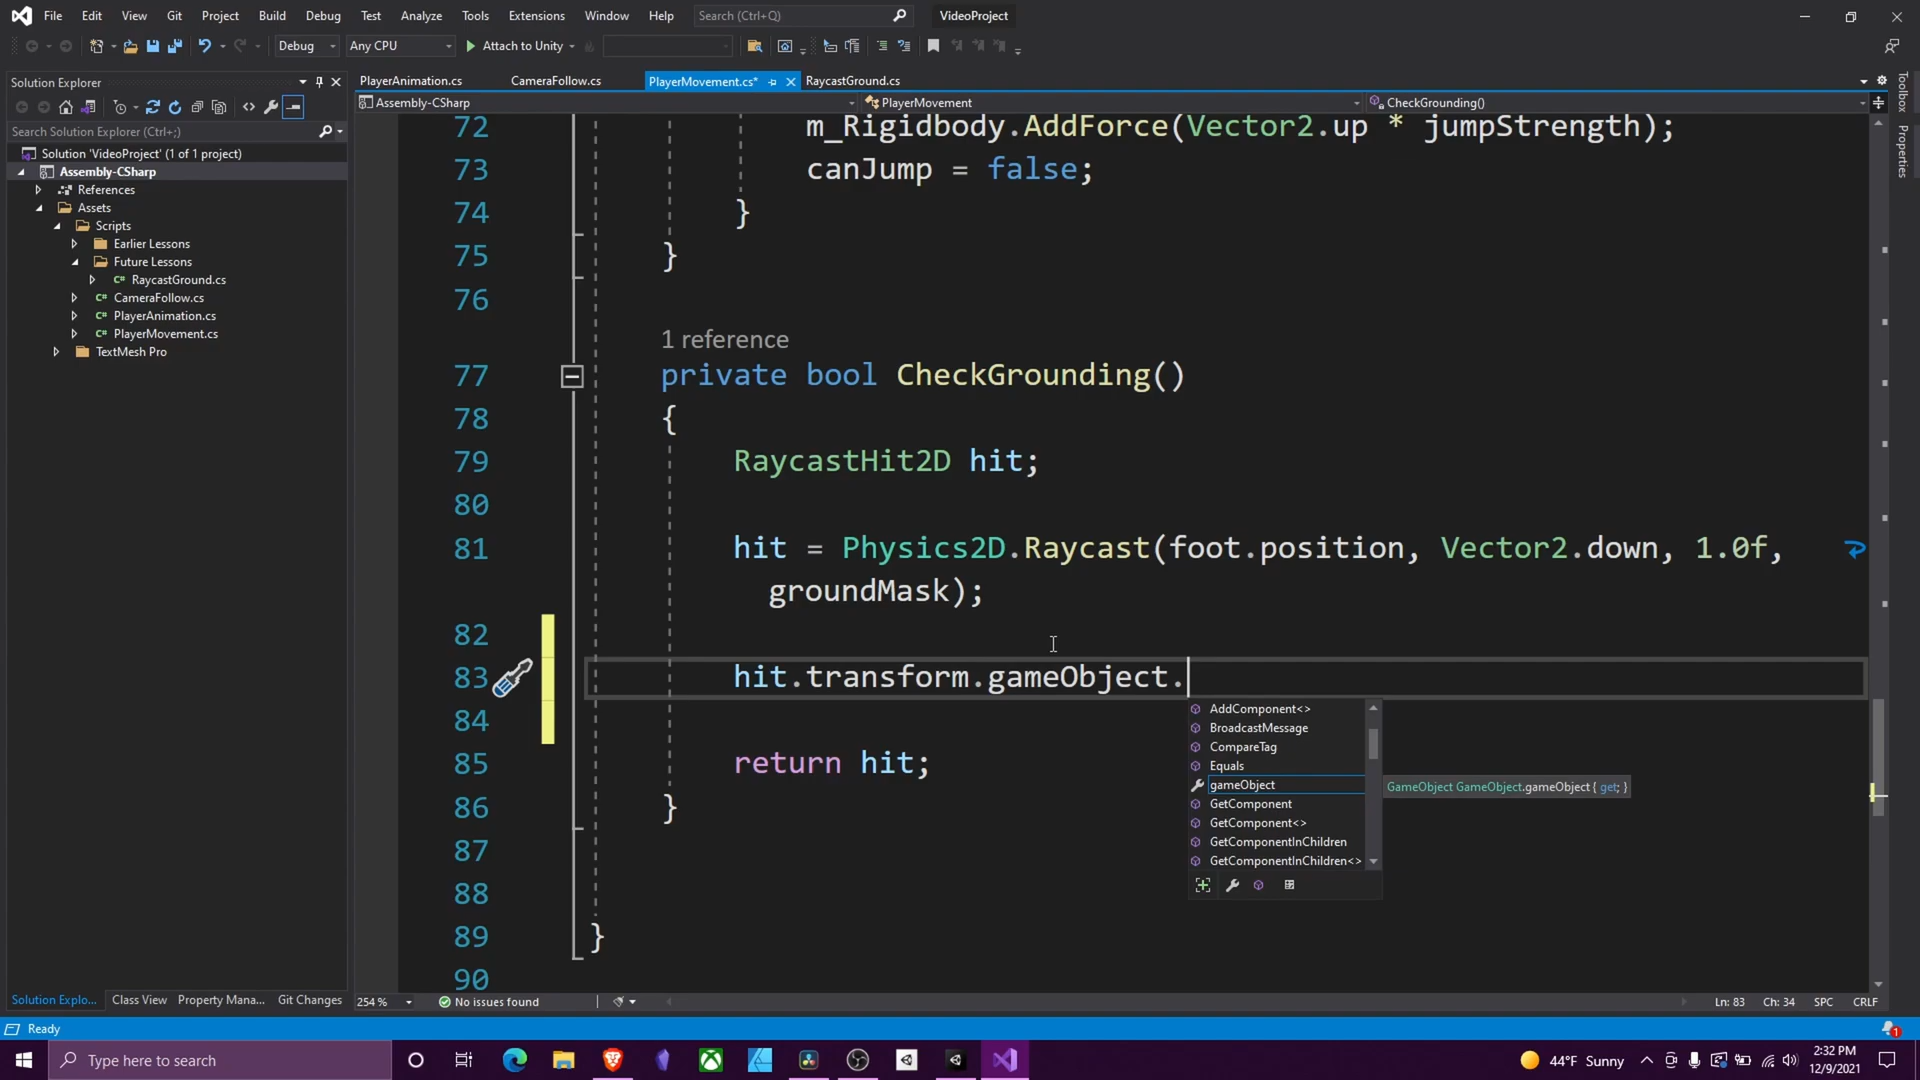 File Edit View Git Project Build Debug Test Analyze Tools Extensions Window Help Search (Ctrl+Q) VideoProject
Debug Any CPU Attach to Unity
Solution Explorer
Search Solution Explorer (Ctrl+;)
Solution 'VideoProject' (1 of 1 project)
Assembly-CSharp
References
Assets
Scripts
Earlier Lessons
Future Lessons
C# RaycastGround.cs
C# CameraFollow.cs
C# PlayerAnimation.cs
C# PlayerMovement.cs
TextMesh Pro
Solution Explo... Class View Property Mana... Git Changes
PlayerAnimation.cs CameraFollow.cs PlayerMovement.cs* RaycastGround.cs
Assembly-CSharp PlayerMovement CheckGrounding()
72 m_Rigidbody.AddForce(Vector2.up * jumpStrength);
73 canJump = false;
74 }
75 }
76
1 reference
77 private bool CheckGrounding()
78 {
79 RaycastHit2D hit;
80
81 hit = Physics2D.Raycast(foot.position, Vector2.down, 1.0f,
groundMask);
82
83 hit.transform.gameObject.
84
85 return hit;
86 }
87
88
89 }
90
AddComponent<>
BroadcastMessage
CompareTag
Equals
gameObject
GetComponent
GetComponent<>
GetComponentInChildren
GetComponentInChildren<>
GameObject GameObject.gameObject { get; }
254 % No issues found Ln: 83 Ch: 34 SPC CRLF
Toolbox
Properties
Ready 1
Type here to search
44°F Sunny
2:32 PM
12/9/2021